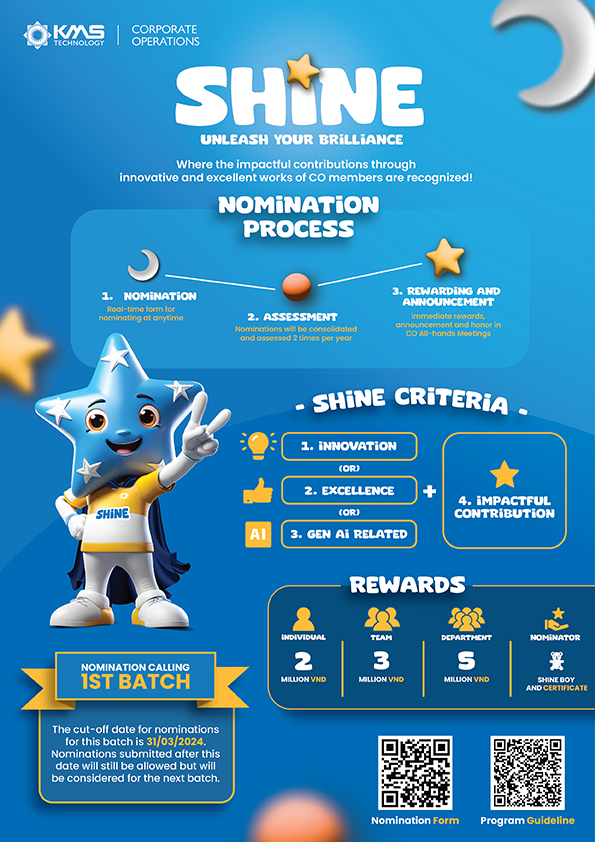 KMS
TECHNOLOGY
CORPORATE
OPERATIONS
SHiNE
UNLEASH YOUR BRiLLiANCE
Where the impactful contributions through
innovative and excellent works of CO members are recognized!
NOMiNATiON
PROCESS
1. NOMiNATiON
Real-time form for
nominating at anytime
2. ASSESSMENT
Nominations will be consolidated
and assessed 2 times per year
3. REWARDiNG AND
ANNOUNCEMENT
Immediate rewards,
announcement and honor in
CO All-hands Meetings
- SHiNE CRiTERiA -
1. iNNOVATiON
(OR)
2. EXCELLENCE
(OR)
AI
3. GEN Ai RELATED
+
4. iMPACTFUL
CONTRiBUTiON
SHiNE
REWARDS
iNDiViDUAL
2
MILLION VND
TEAM
3
MILLION VND
DEPARTMENT
5
MILLION VND
NOMiNATOR
SHINE BOY
AND CERTIFICATE
NOMINATION CALLING
1ST BATCH
The cut-off date for nominations
for this batch is 31/03/2024.
Nominations submitted after this
date will still be allowed but will
be considered for the next batch.
Nomination Form
Program Guideline